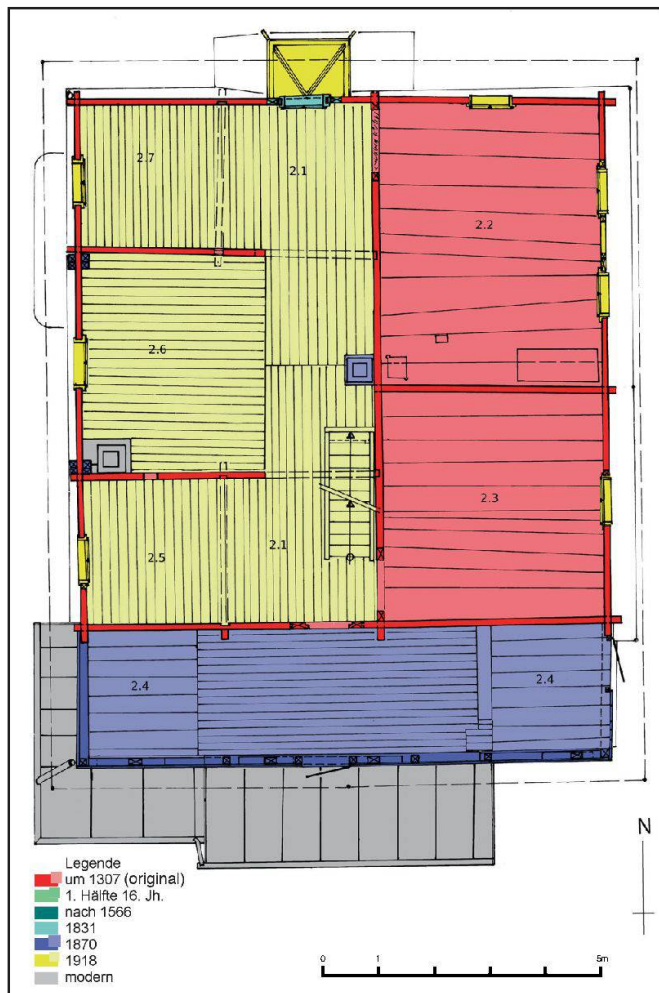 2.7
2.1
2.2
2.6
2.3
2.5
2.1
2.4
2.4
N
Legende
um 1307 (original)
1. Hälfte 16. Jh.
nach 1566
1831
1870
1918
modern
0 1 5m